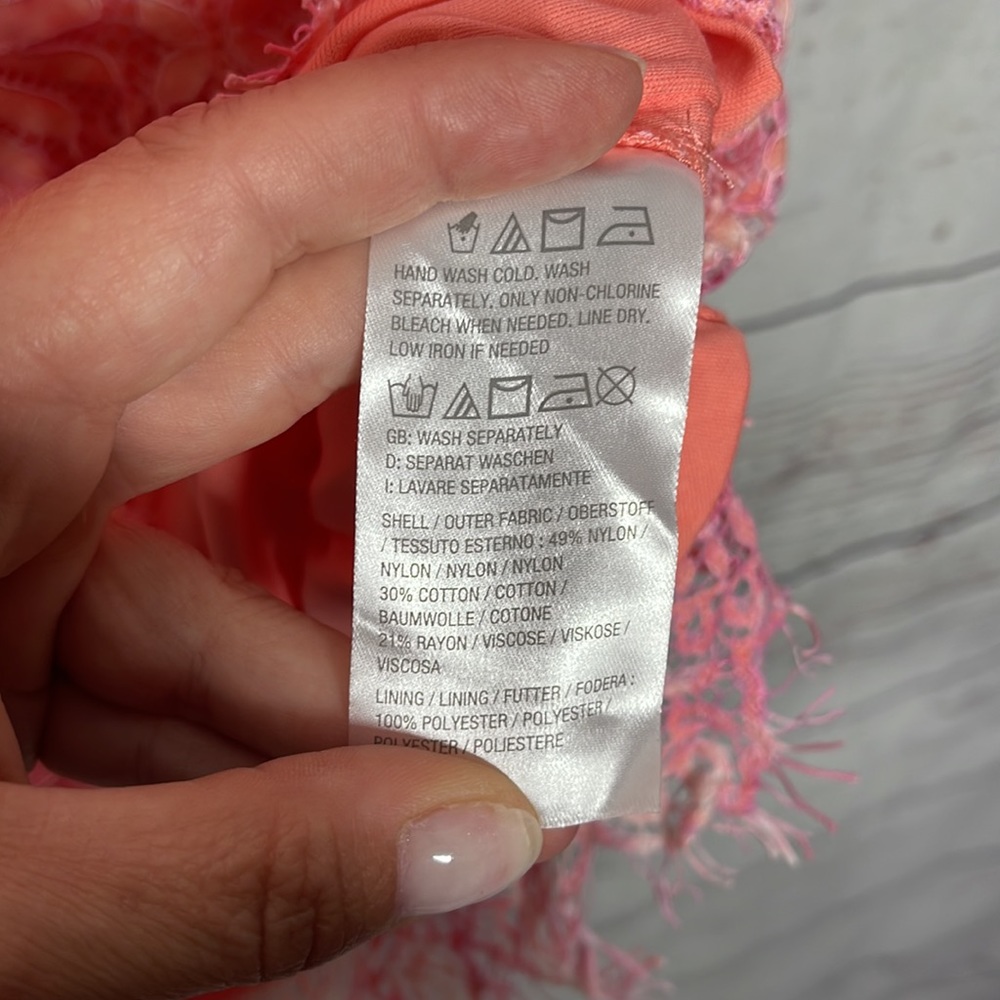 HAND WASH COLD. WASH
SEPARATELY. ONLY NON-CHLORINE
BLEACH WHEN NEEDED. LINE DRY.
LOW IRON IF NEEDED
GB: WASH SEPARATELY
D: SEPARAT WASCHEN
I: LAVARE SEPARATAMENTE
SHELL / OUTER FABRIC / OBERSTOFF
/ TESSUTO ESTERNO : 49% NYLON /
NYLON / NYLON / NYLON
30% COTTON / COTTON /
BAUMWOLLE / COTONE
21% RAYON / VISCOSE / VISKOSE /
VISCOSA
LINING / LINING / FUTTER / FODERA :
100% POLYESTER / POLYESTER /
POLYESTER / POLIESTERE